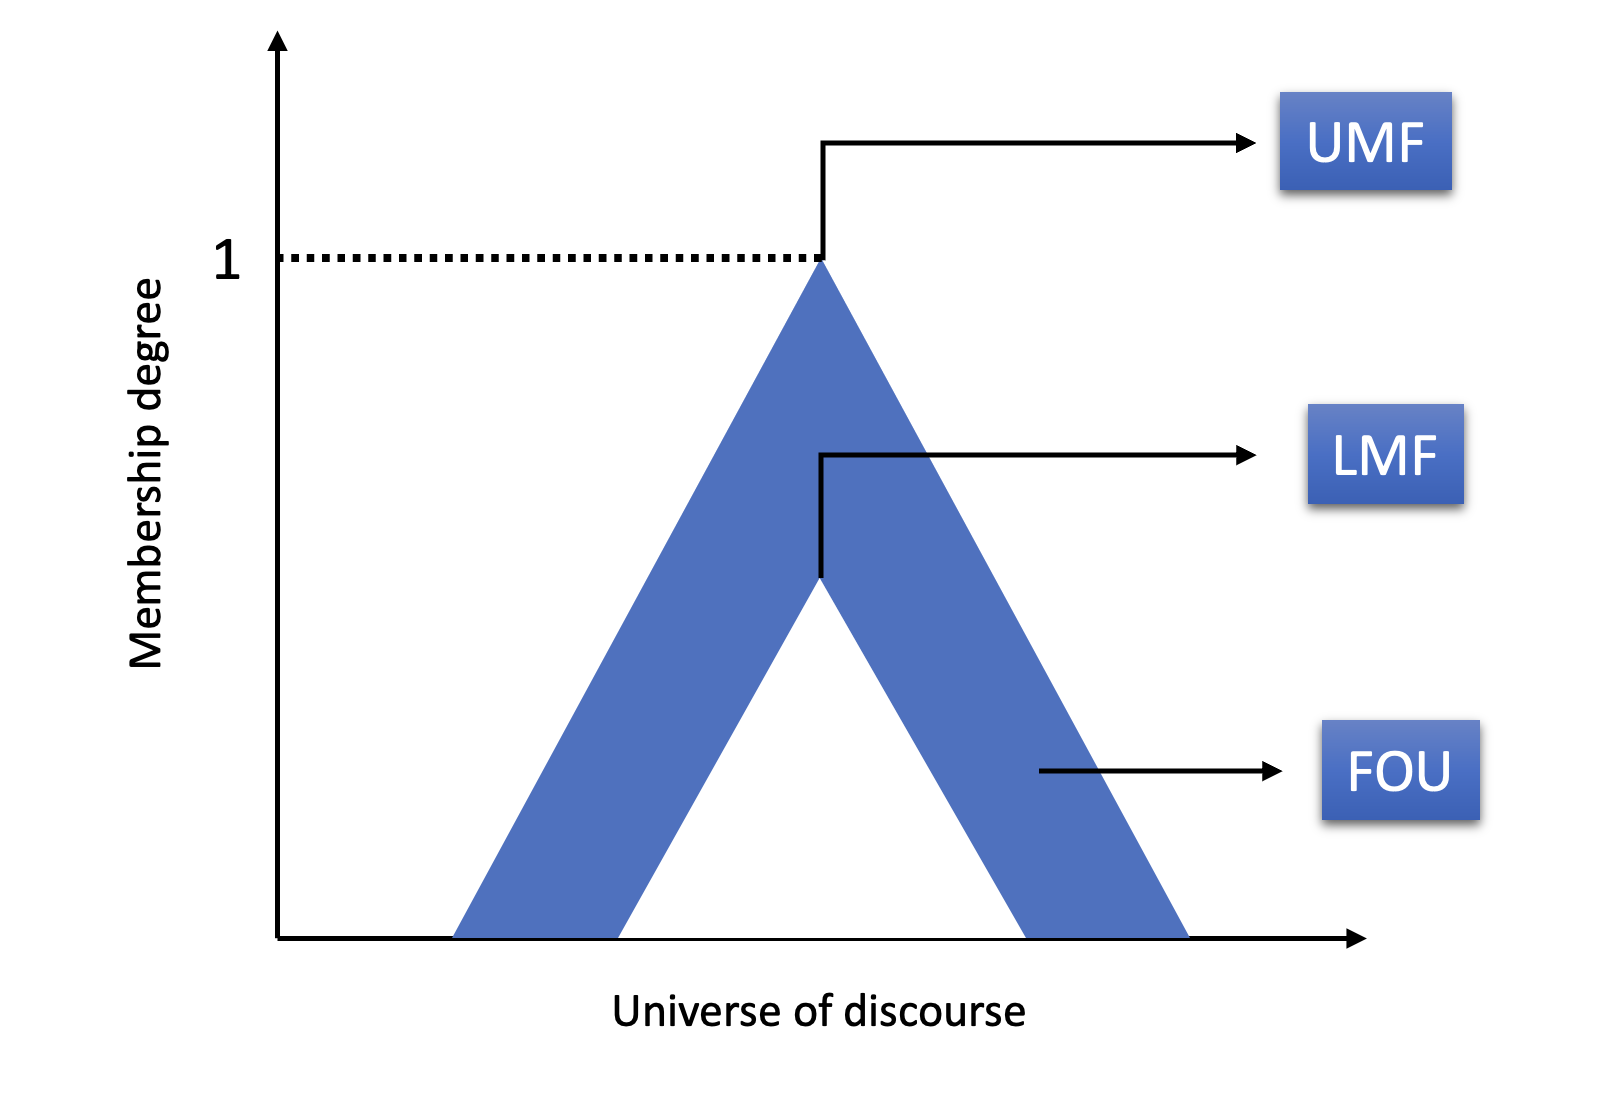 UMF
1
Membership degree
LMF
FOU
Universe of discourse